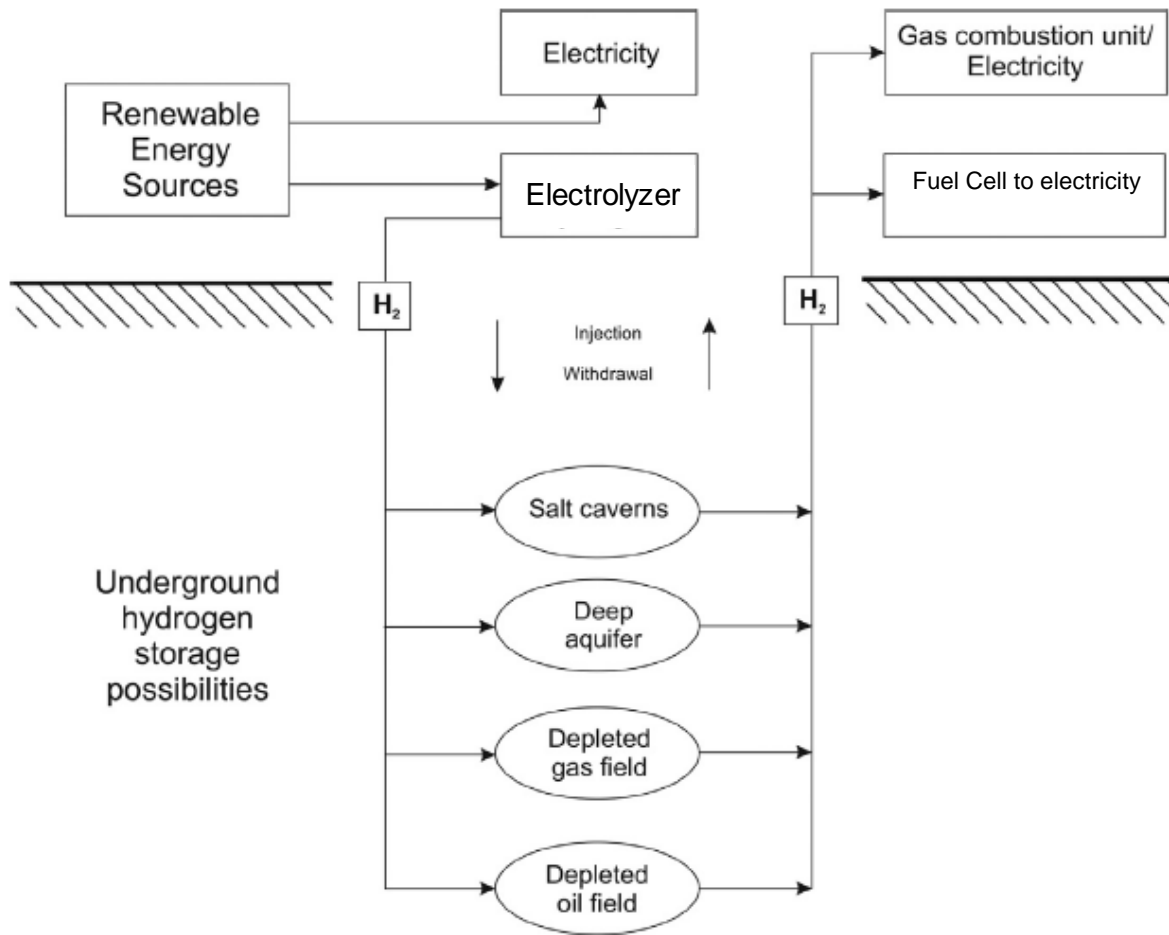 Electricity
Gas combustion unit/
Electricity
Renewable
Energy
Sources
Electrolyzer
Fuel Cell to electricity
H₂
H₂
Injection
Withdrawal
Salt caverns
Underground
hydrogen
storage
possibilities
Deep
aquifer
Depleted
gas field
Depleted
oil field